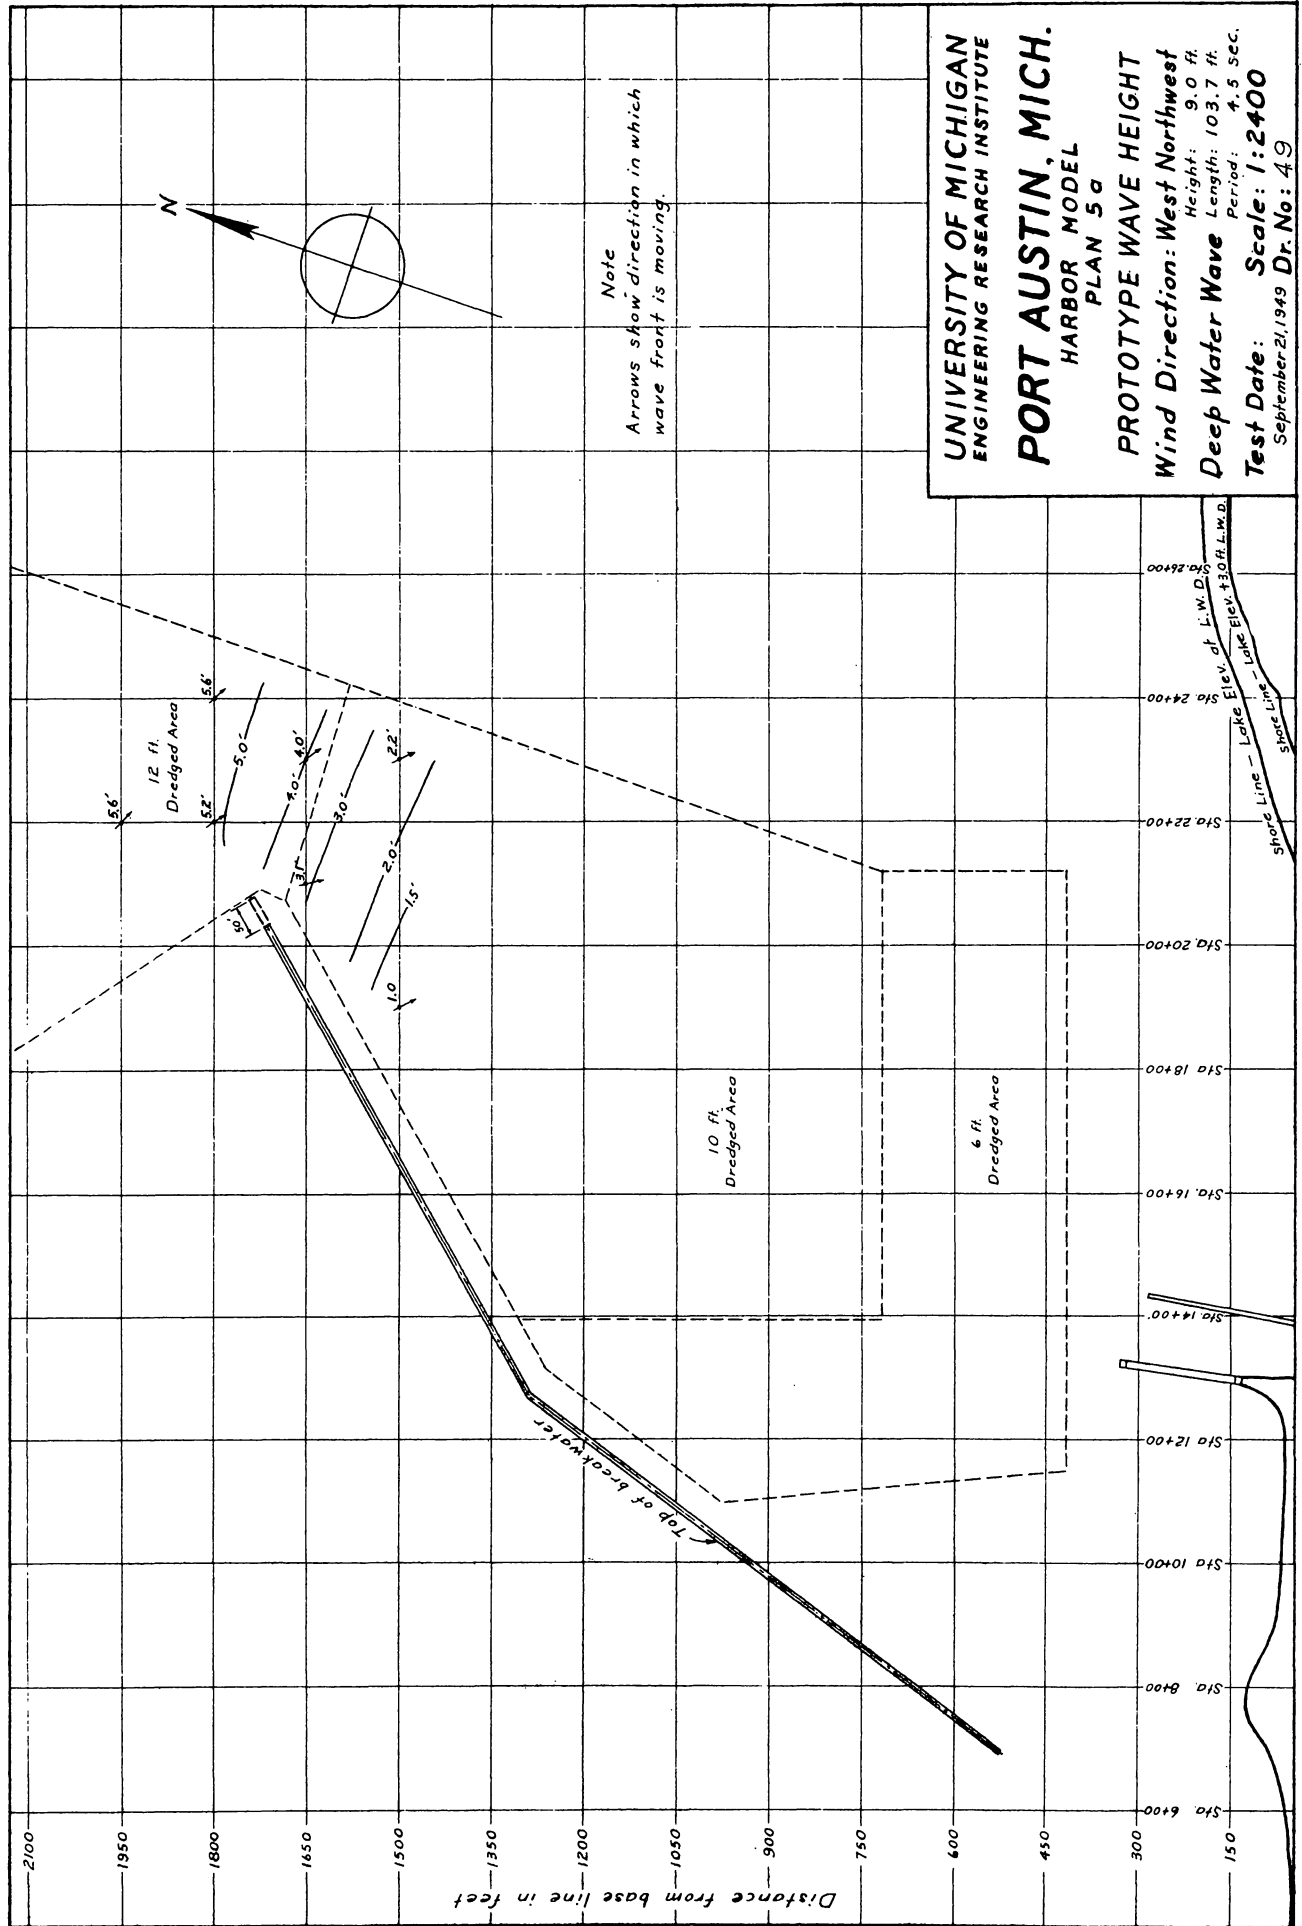 UNIVERSITY OF MICHIGAN
ENGINEERING RESEARCH INSTITUTE
PORT AUSTIN, MICH.
HARBOR MODEL
PLAN 5a
PROTOTYPE WAVE HEIGHT
Wind Direction: West Northwest
Deep Water Wave
Height: 9.0 ft.
Length: 103.7 ft.
Period: 4.5 sec.
Test Date:
September 21, 1949
Scale: 1:2400
Dr. No: 49
N
Note
Arrows show direction in which
wave front is moving.
12 ft.
Dredged Area
5.6'
5.6'
5.2'
5.0'
4.0'
4.0'
3.1'
3.0'
2.2'
2.0'
1.5'
1.0
50'
10 ft.
Dredged Area
6 ft.
Dredged Area
Top of breakwater
Distance from base line in feet
2100
1950
1800
1650
1500
1350
1200
1050
900
750
600
450
300
150
Sta. 6+00
Sta 8+00
Sta 10+00
Sta 12+00
Sta. 14+00
Sta. 16+00
Sta 18+00
Sta. 20+00
Sta 22+00
Sta 24+00
Sta. 26+00
Shore Line - Lake Elev. at L.W.D.
Shore Line - Lake Elev. +3.0 ft. L.W.D.